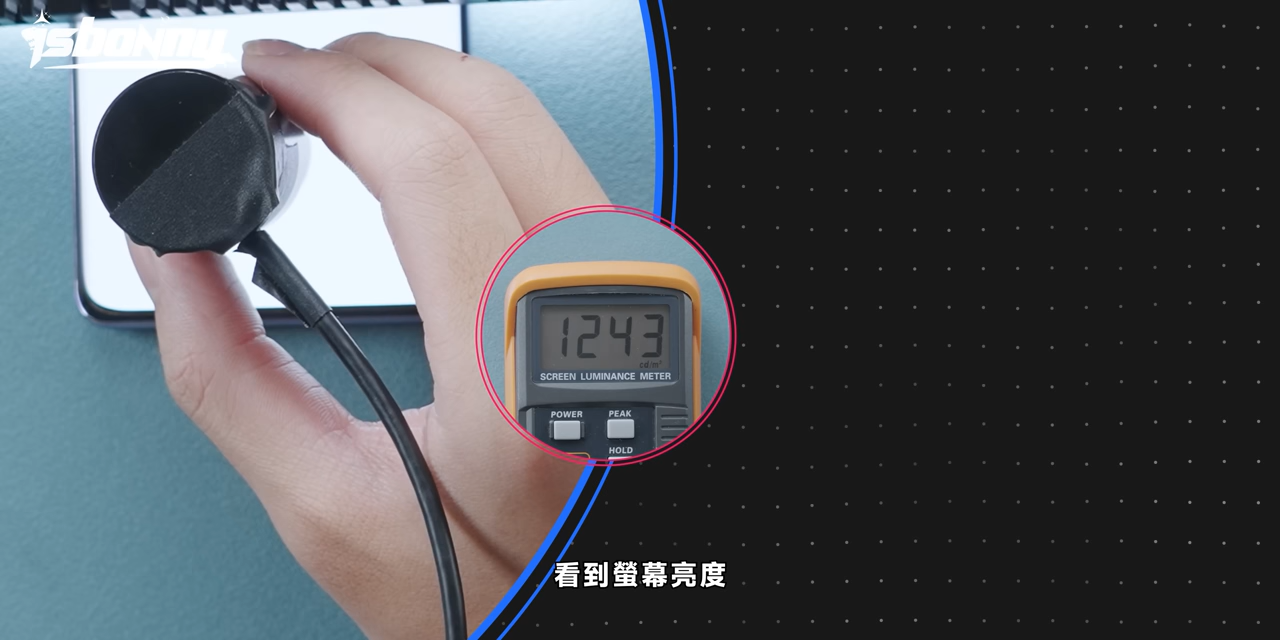 isbonny
1243
cd/m²
SCREEN LUMINANCE METER
POWER
PEAK
HOLD
看到螢幕亮度